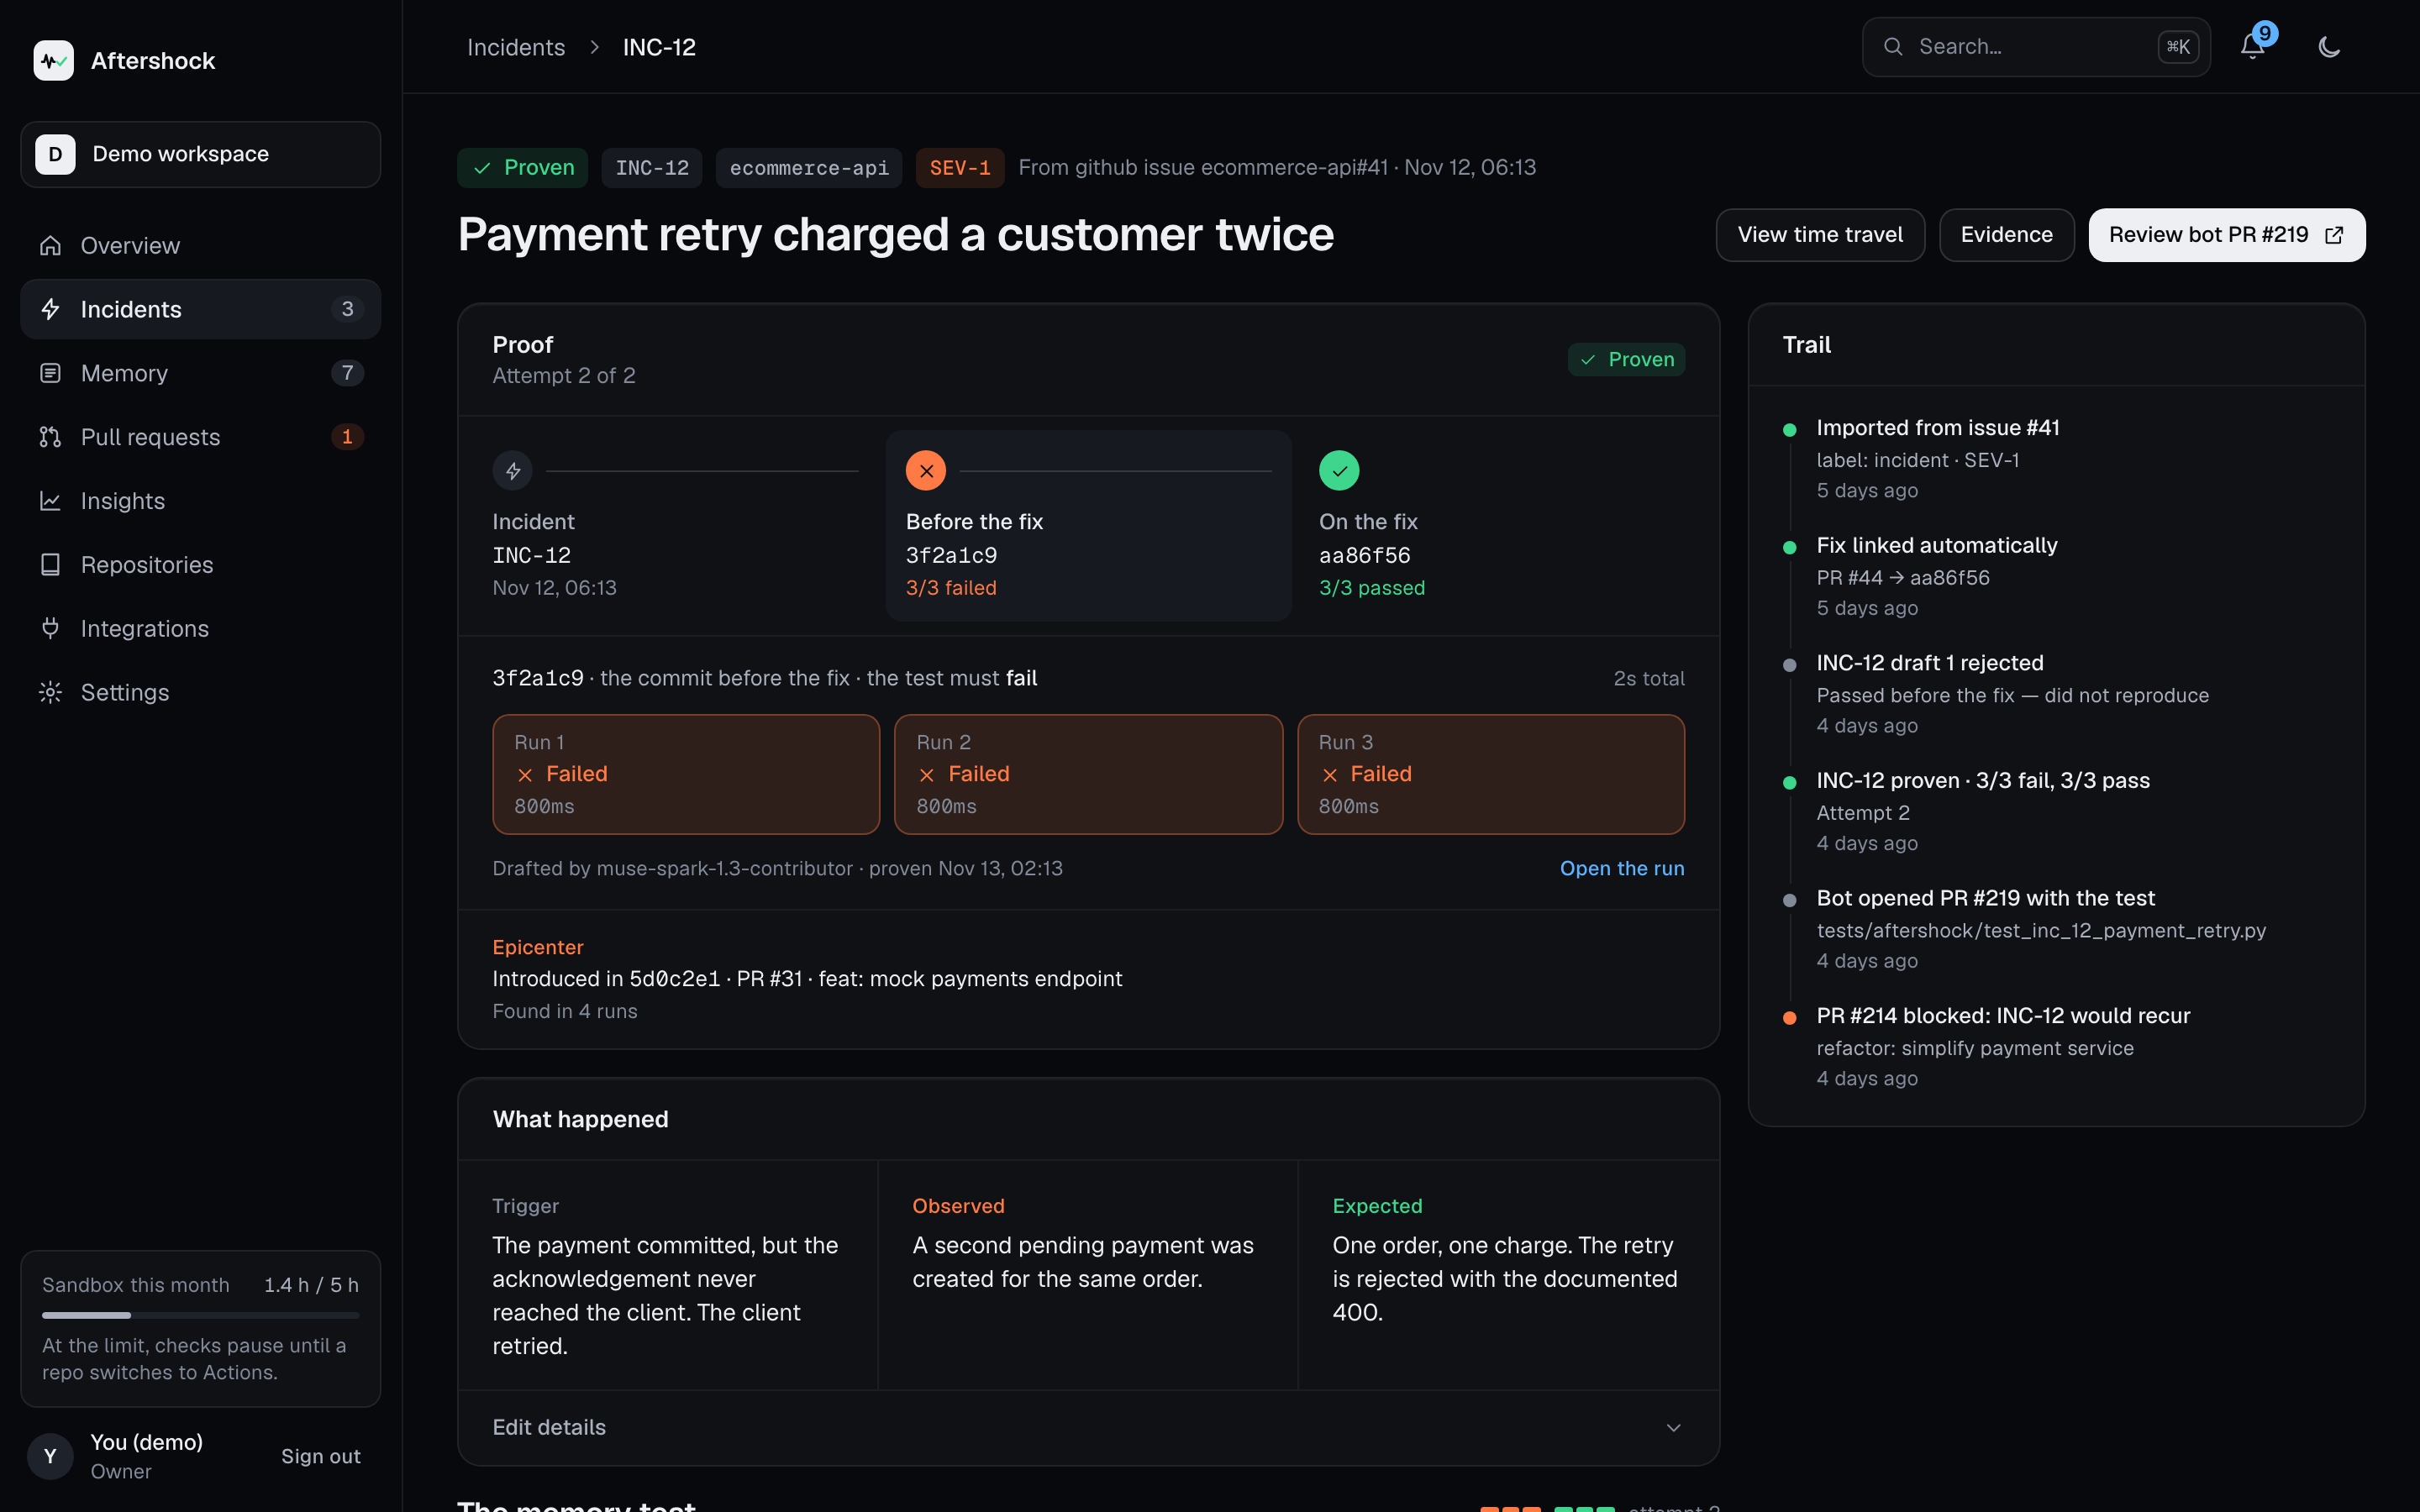 Aftershock
D
Demo workspace
Overview
Incidents 3
Memory 7
Pull requests 1
Insights
Repositories
Integrations
Settings
Sandbox this month 1.4 h / 5 h
At the limit, checks pause until a
repo switches to Actions.
Y
You (demo)
Owner
Sign out
Incidents INC-12
Search… ⌘K
9
Proven INC-12 ecommerce-api SEV-1 From github issue ecommerce-api#41 · Nov 12, 06:13
Payment retry charged a customer twice
View time travel
Evidence
Review bot PR #219
Proof
Attempt 2 of 2
Proven
Incident
INC-12
Nov 12, 06:13
Before the fix
3f2a1c9
3/3 failed
On the fix
aa86f56
3/3 passed
3f2a1c9 · the commit before the fix · the test must fail
2s total
Run 1
Failed
800ms
Run 2
Failed
800ms
Run 3
Failed
800ms
Drafted by muse-spark-1.3-contributor · proven Nov 13, 02:13
Open the run
Epicenter
Introduced in 5d0c2e1 · PR #31 · feat: mock payments endpoint
Found in 4 runs
What happened
Trigger
The payment committed, but the
acknowledgement never
reached the client. The client
retried.
Observed
A second pending payment was
created for the same order.
Expected
One order, one charge. The retry
is rejected with the documented
400.
Edit details
The memory test
attempt 2
Trail
Imported from issue #41
label: incident · SEV-1
5 days ago
Fix linked automatically
PR #44 → aa86f56
5 days ago
INC-12 draft 1 rejected
Passed before the fix — did not reproduce
4 days ago
INC-12 proven · 3/3 fail, 3/3 pass
Attempt 2
4 days ago
Bot opened PR #219 with the test
tests/aftershock/test_inc_12_payment_retry.py
4 days ago
PR #214 blocked: INC-12 would recur
refactor: simplify payment service
4 days ago